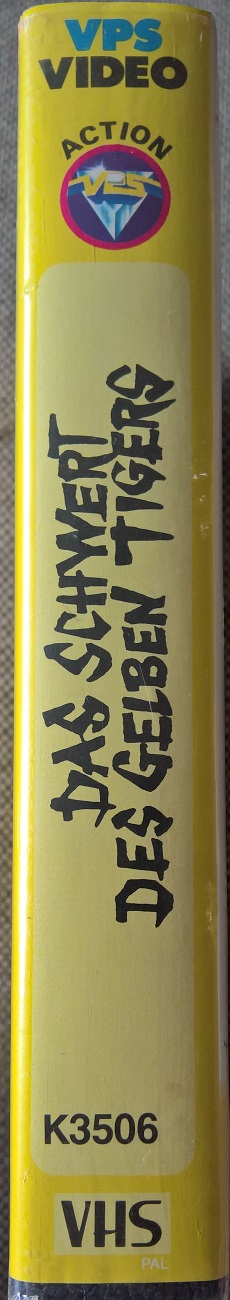 VPS
VIDEO
ACTION
VPS
DAS SCHWERT
DES GELBEN TIGERS
K3506
VHS
PAL